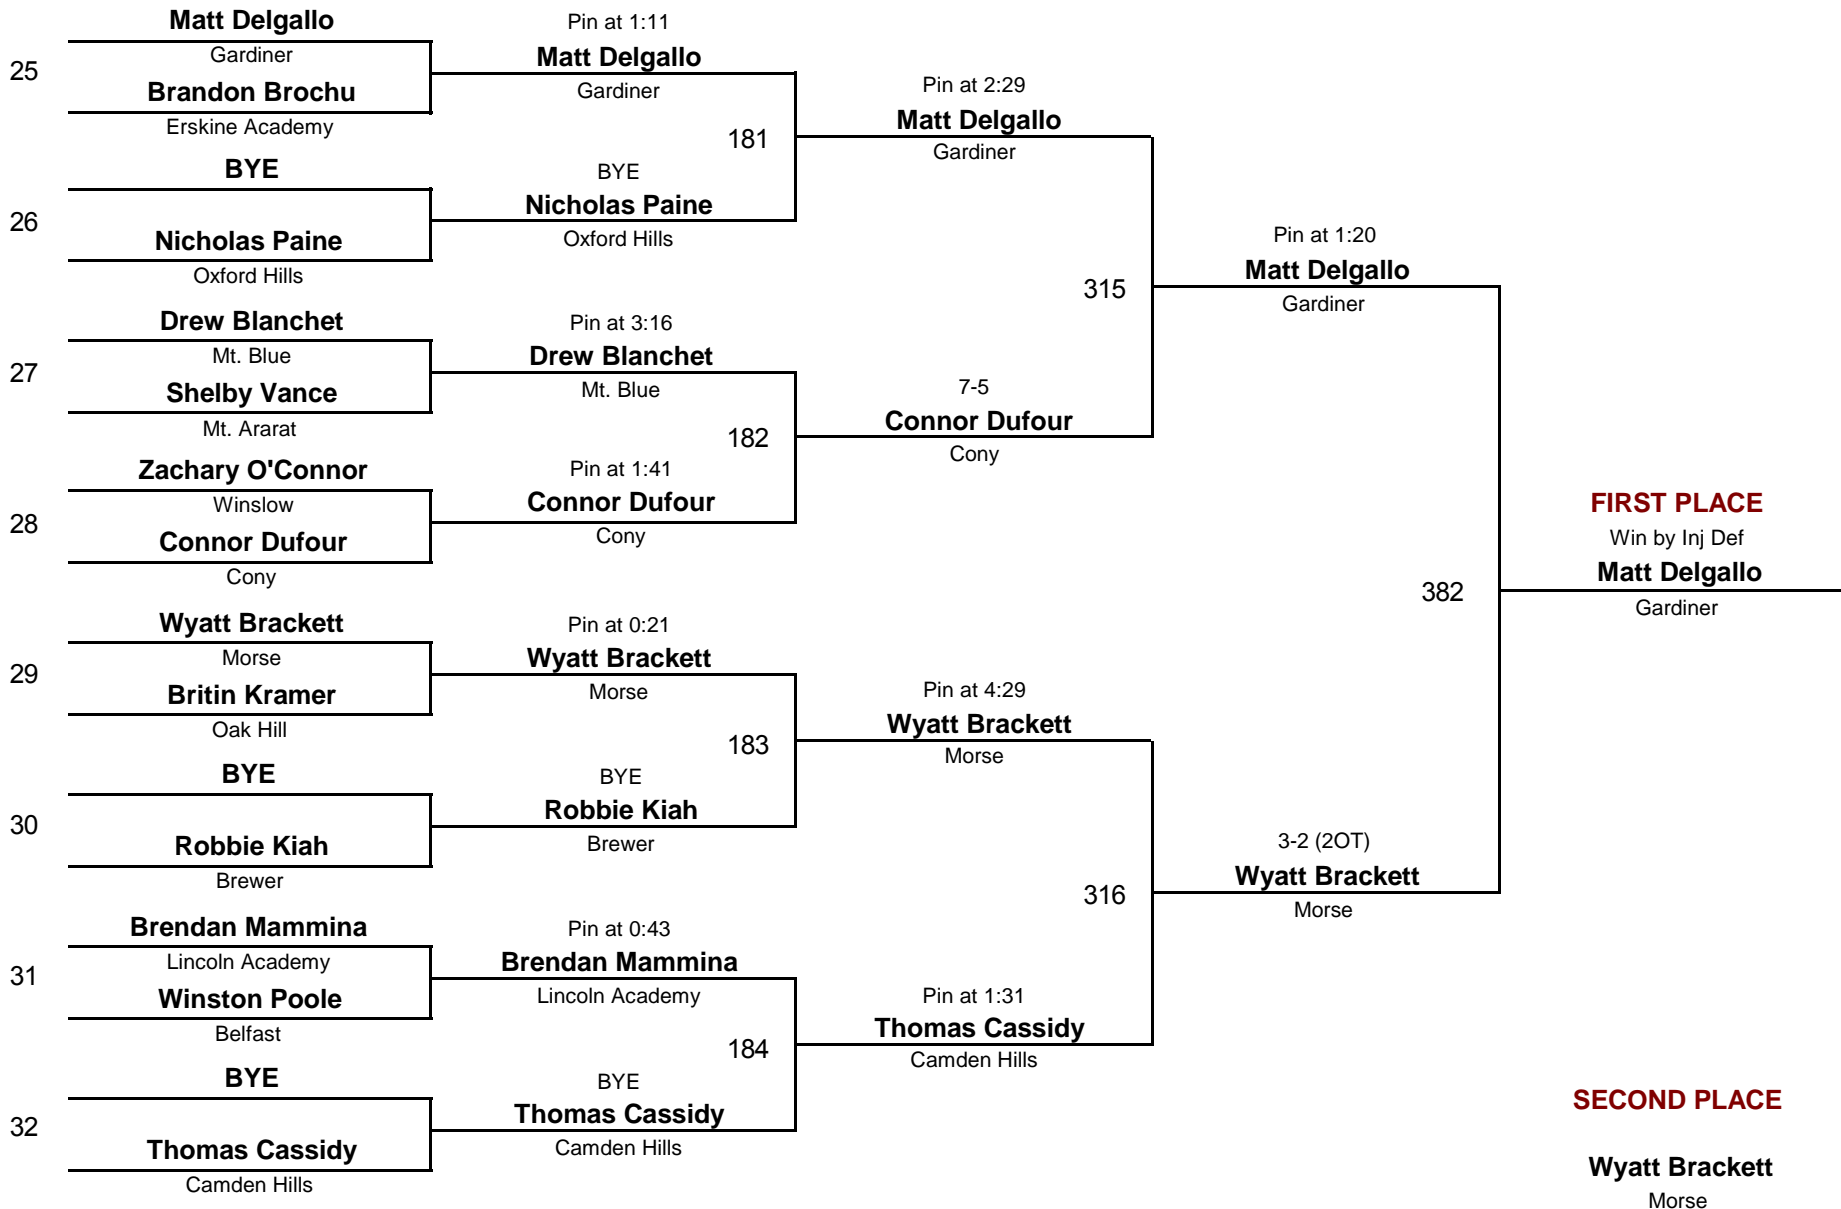 Matt Delgallo
Gardiner
25
Brandon Brochu
Erskine Academy
BYE
26
Nicholas Paine
Oxford Hills
Drew Blanchet
Mt. Blue
27
Shelby Vance
Mt. Ararat
Zachary O'Connor
Winslow
28
Connor Dufour
Cony
Wyatt Brackett
Morse
29
Britin Kramer
Oak Hill
BYE
30
Robbie Kiah
Brewer
Brendan Mammina
Lincoln Academy
31
Winston Poole
Belfast
BYE
32
Thomas Cassidy
Camden Hills
Pin at 1:11
Matt Delgallo
Gardiner
181
BYE
Nicholas Paine
Oxford Hills
Pin at 3:16
Drew Blanchet
Mt. Blue
182
Pin at 1:41
Connor Dufour
Cony
Pin at 0:21
Wyatt Brackett
Morse
183
BYE
Robbie Kiah
Brewer
Pin at 0:43
Brendan Mammina
Lincoln Academy
184
BYE
Thomas Cassidy
Camden Hills
Pin at 2:29
Matt Delgallo
Gardiner
315
7-5
Connor Dufour
Cony
Pin at 4:29
Wyatt Brackett
Morse
316
Pin at 1:31
Thomas Cassidy
Camden Hills
Pin at 1:20
Matt Delgallo
Gardiner
382
3-2 (2OT)
Wyatt Brackett
Morse
FIRST PLACE
Win by Inj Def
Matt Delgallo
Gardiner
SECOND PLACE
Wyatt Brackett
Morse